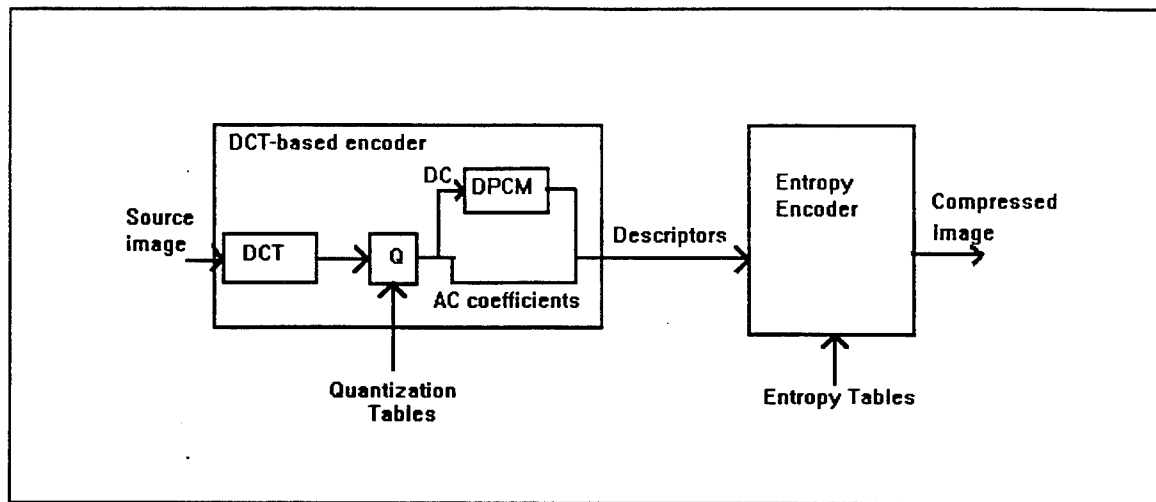 DCT-based encoder
DC
DPCM
Entropy
Encoder
Source
image
Compressed
image
DCT
Q
Descriptors
AC coefficients
Quantization
Tables
Entropy Tables